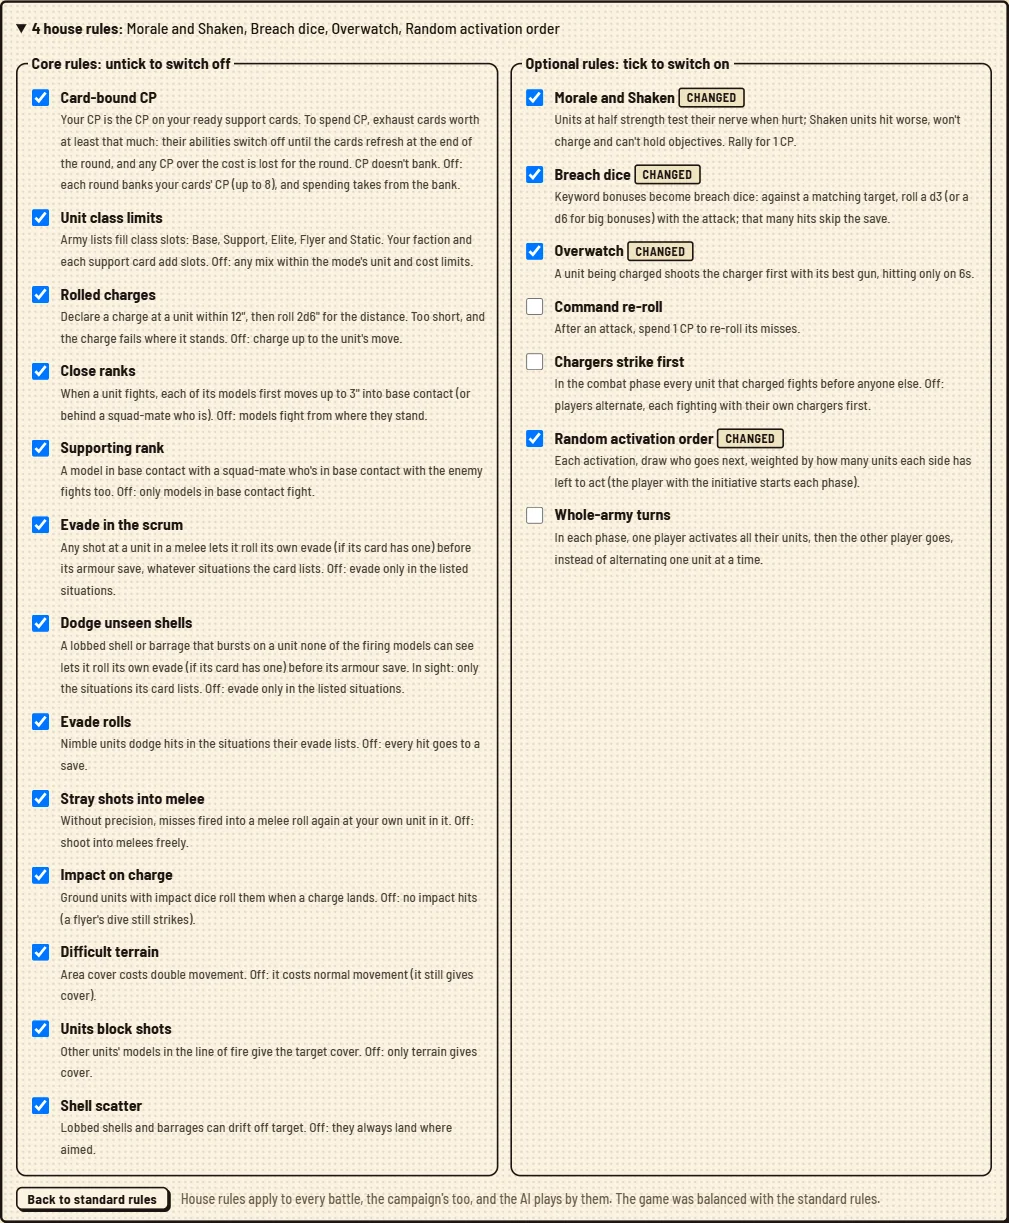 ▼ 4 house rules: Morale and Shaken, Breach dice, Overwatch, Random activation order
Core rules: untick to switch off
Card-bound CP
Your CP is the CP on your ready support cards. To spend CP, exhaust cards worth
at least that much: their abilities switch off until the cards refresh at the end of
the round, and any CP over the cost is lost for the round. CP doesn't bank. Off:
each round banks your cards' CP (up to 8), and spending takes from the bank.
Unit class limits
Army lists fill class slots: Base, Support, Elite, Flyer and Static. Your faction and
each support card add slots. Off: any mix within the mode's unit and cost limits.
Rolled charges
Declare a charge at a unit within 12", then roll 2d6" for the distance. Too short, and
the charge fails where it stands. Off: charge up to the unit's move.
Close ranks
When a unit fights, each of its models first moves up to 3" into base contact (or
behind a squad-mate who is). Off: models fight from where they stand.
Supporting rank
A model in base contact with a squad-mate who's in base contact with the enemy
fights too. Off: only models in base contact fight.
Evade in the scrum
Any shot at a unit in a melee lets it roll its own evade (if its card has one) before
its armour save, whatever situations the card lists. Off: evade only in the listed
situations.
Dodge unseen shells
A lobbed shell or barrage that bursts on a unit none of the firing models can see
lets it roll its own evade (if its card has one) before its armour save. In sight: only
the situations its card lists. Off: evade only in the listed situations.
Evade rolls
Nimble units dodge hits in the situations their evade lists. Off: every hit goes to a
save.
Stray shots into melee
Without precision, misses fired into a melee roll again at your own unit in it. Off:
shoot into melees freely.
Impact on charge
Ground units with impact dice roll them when a charge lands. Off: no impact hits
(a flyer's dive still strikes).
Difficult terrain
Area cover costs double movement. Off: it costs normal movement (it still gives
cover).
Units block shots
Other units' models in the line of fire give the target cover. Off: only terrain gives
cover.
Shell scatter
Lobbed shells and barrages can drift off target. Off: they always land where
aimed.
Optional rules: tick to switch on
Morale and Shaken CHANGED
Units at half strength test their nerve when hurt; Shaken units hit worse, won't
charge and can't hold objectives. Rally for 1 CP.
Breach dice CHANGED
Keyword bonuses become breach dice: against a matching target, roll a d3 (or a
d6 for big bonuses) with the attack; that many hits skip the save.
Overwatch CHANGED
A unit being charged shoots the charger first with its best gun, hitting only on 6s.
Command re-roll
After an attack, spend 1 CP to re-roll its misses.
Chargers strike first
In the combat phase every unit that charged fights before anyone else. Off:
players alternate, each fighting with their own chargers first.
Random activation order CHANGED
Each activation, draw who goes next, weighted by how many units each side has
left to act (the player with the initiative starts each phase).
Whole-army turns
In each phase, one player activates all their units, then the other player goes,
instead of alternating one unit at a time.
Back to standard rules House rules apply to every battle, the campaign's too, and the AI plays by them. The game was balanced with the standard rules.